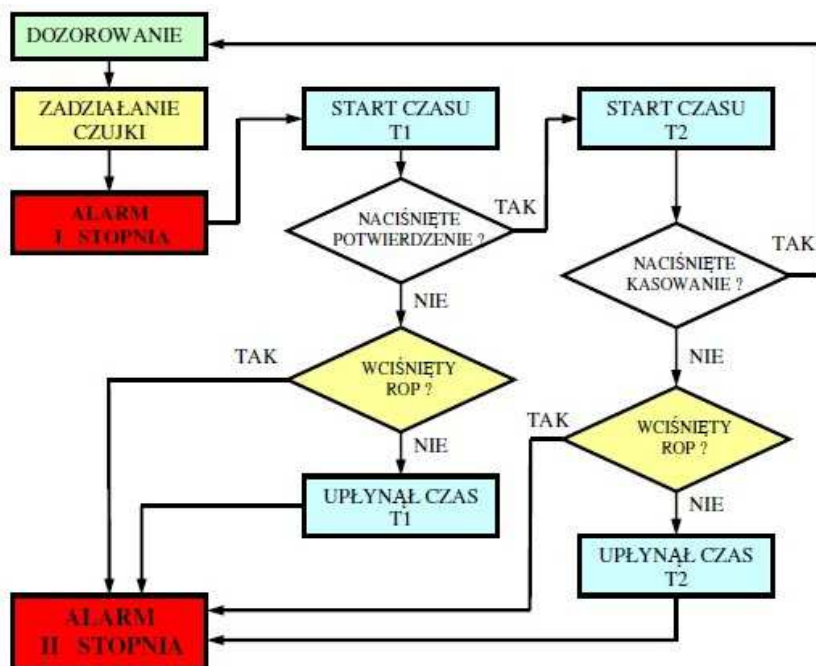 DOZOROWANIE
ZADZIAŁANIE
CZUJKI
ALARM
I STOPNIA
START CZASU
T1
NACIŚNIĘTE
POTWIERDZENIE ?
TAK
NIE
WCIŚNIĘTY
ROP ?
TAK
NIE
UPŁYNĄŁ CZAS
T1
START CZASU
T2
NACIŚNIĘTE
KASOWANIE ?
TAK
NIE
WCIŚNIĘTY
ROP ?
TAK
NIE
UPŁYNĄŁ CZAS
T2
ALARM
II STOPNIA